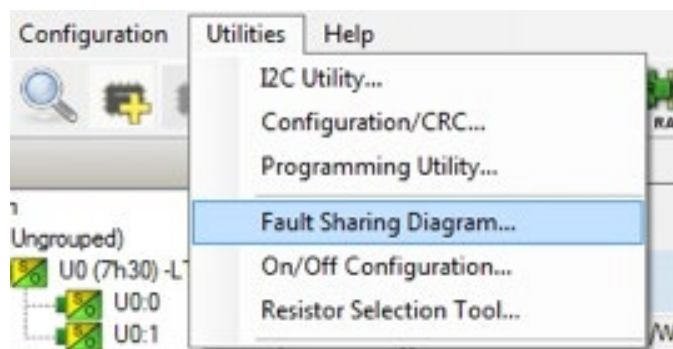 Configuration Utilities Help
I2C Utility...
Configuration/CRC...
Programming Utility...
Fault Sharing Diagram...
On/Off Configuration...
Resistor Selection Tool...
Ungrouped)
U0 (7h30) -LT
U0:0
U0:1